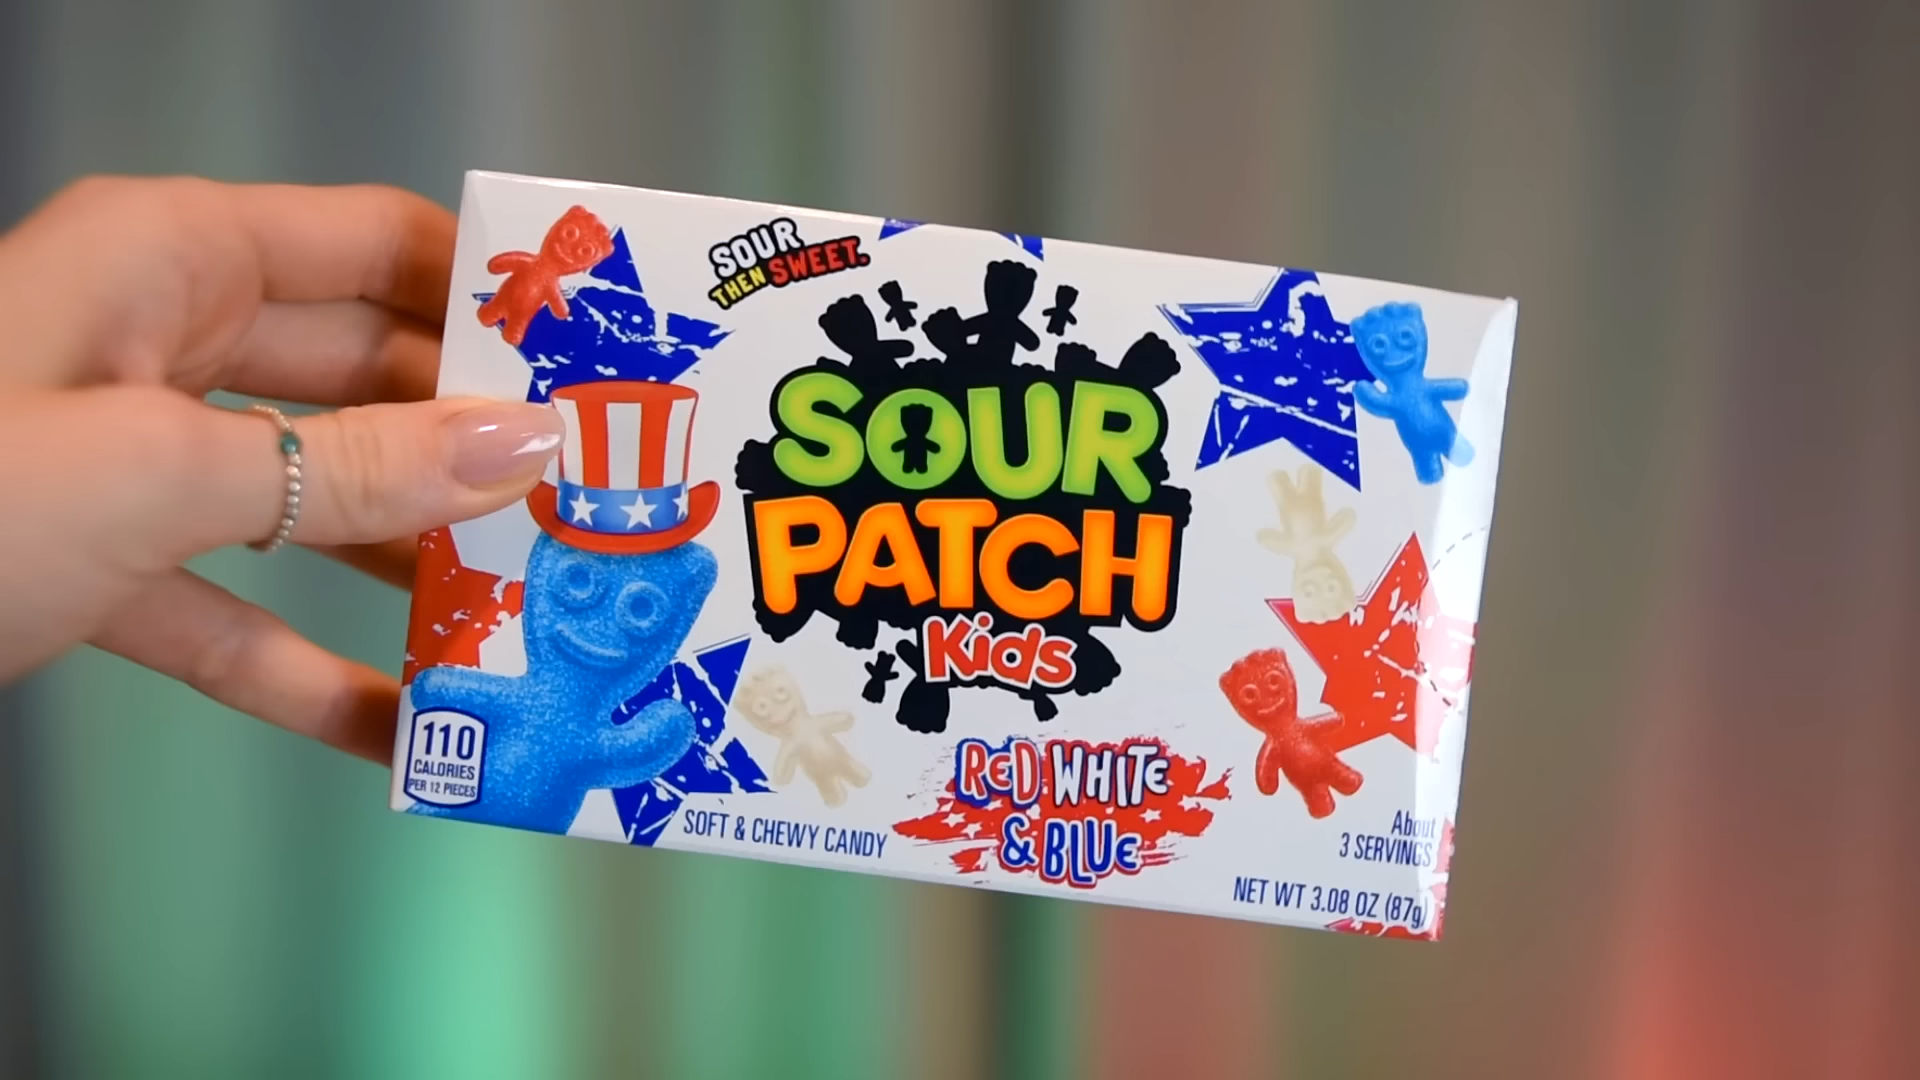 SOUR
THEN SWEET.
SOUR
PATCH
Kids
110
CALORIES
PER 12 PIECES
SOFT & CHEWY CANDY
RED WHITE
& BLUE
About
3 SERVINGS
NET WT 3.08 OZ (87g)